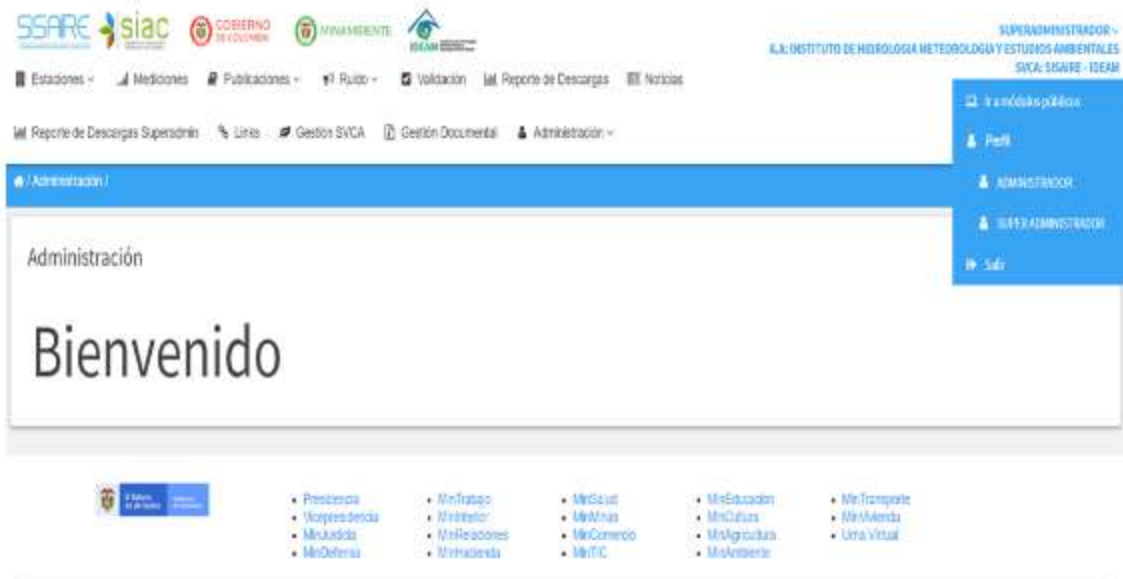 SISAIRE siac GOBIERNO DE COLOMBIA MINAMBIENTE IDEAM
SUPERADMINISTRADOR
A.A: INSTITUTO DE HIDROLOGIA METEOROLOGIA Y ESTUDIOS AMBIENTALES
SVCA: SISAIRE - IDEAM
Estaciones Mediciones Publicaciones Ruido Validación Reporte de Descargas Noticias
Ir a módulos públicos
Reporte de Descargas Superadmin Links Gestión SVCA Gestión Documental Administración
Perfil
/ Administración /
ADMINISTRADOR
SUPER ADMINISTRADOR
Salir
Administración
Bienvenido
Presidencia
Vicepresidencia
MinJusticia
MinDefensa
MinTrabajo
MinInterior
MinRelaciones
MinHacienda
MinSalud
MinMinas
MinComercio
MinTIC
MinEducación
MinCultura
MinAgricultura
MinAmbiente
MinTransporte
MinVivienda
Urna Virtual